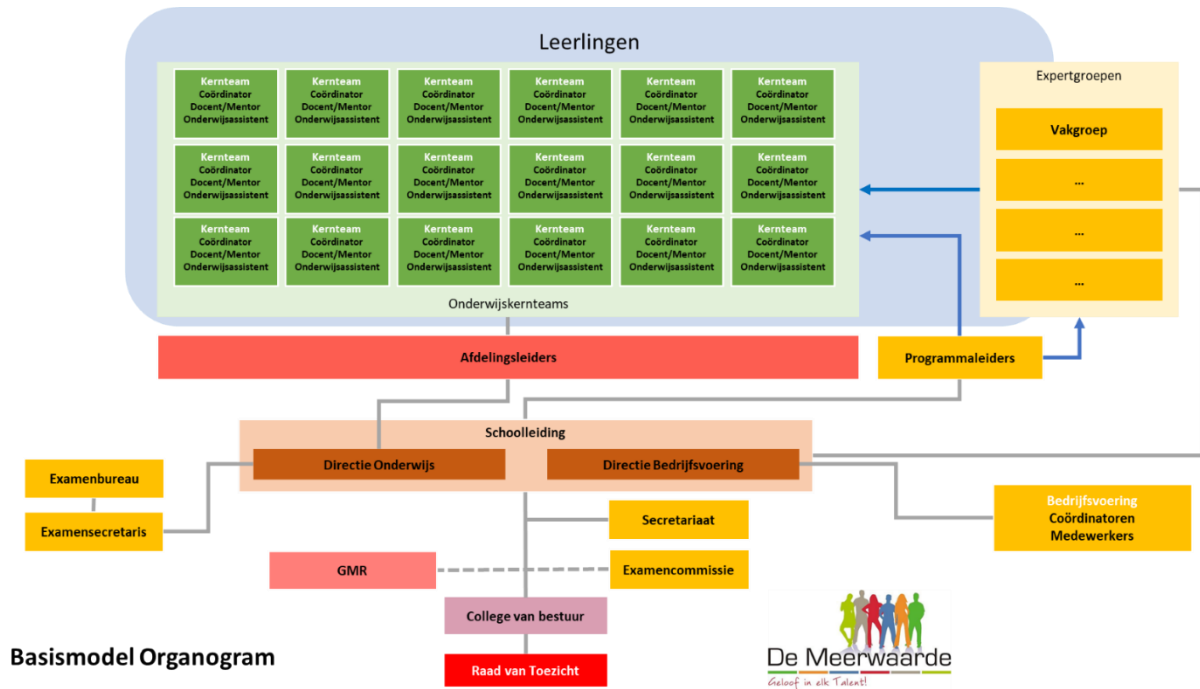 Leerlingen
Kernteam Kernteam Kernteam Kernteam Kernteam Kernteam
Coördinator Coördinator Coördinator Coördinator Coördinator Coördinator
Docent/Mentor Docent/Mentor Docent/Mentor Docent/Mentor Docent/Mentor Docent/Mentor
Onderwijsassistent Onderwijsassistent Onderwijsassistent Onderwijsassistent Onderwijsassistent Onderwijsassistent
Kernteam Kernteam Kernteam Kernteam Kernteam Kernteam
Coördinator Coördinator Coördinator Coördinator Coördinator Coördinator
Docent/Mentor Docent/Mentor Docent/Mentor Docent/Mentor Docent/Mentor Docent/Mentor
Onderwijsassistent Onderwijsassistent Onderwijsassistent Onderwijsassistent Onderwijsassistent Onderwijsassistent
Kernteam Kernteam Kernteam Kernteam Kernteam Kernteam
Coördinator Coördinator Coördinator Coördinator Coördinator Coördinator
Docent/Mentor Docent/Mentor Docent/Mentor Docent/Mentor Docent/Mentor Docent/Mentor
Onderwijsassistent Onderwijsassistent Onderwijsassistent Onderwijsassistent Onderwijsassistent Onderwijsassistent
Onderwijskernteams
Expertgroepen
Vakgroep
...
...
...
Afdelingsleiders
Programmaleiders
Schoolleiding
Directie Onderwijs
Directie Bedrijfsvoering
Examenbureau
Examensecretaris
Secretariaat
Bedrijfsvoering
Coördinatoren
Medewerkers
GMR
Examencommissie
College van bestuur
Raad van Toezicht
Basismodel Organogram
De Meerwaarde
Geloof in elk Talent!